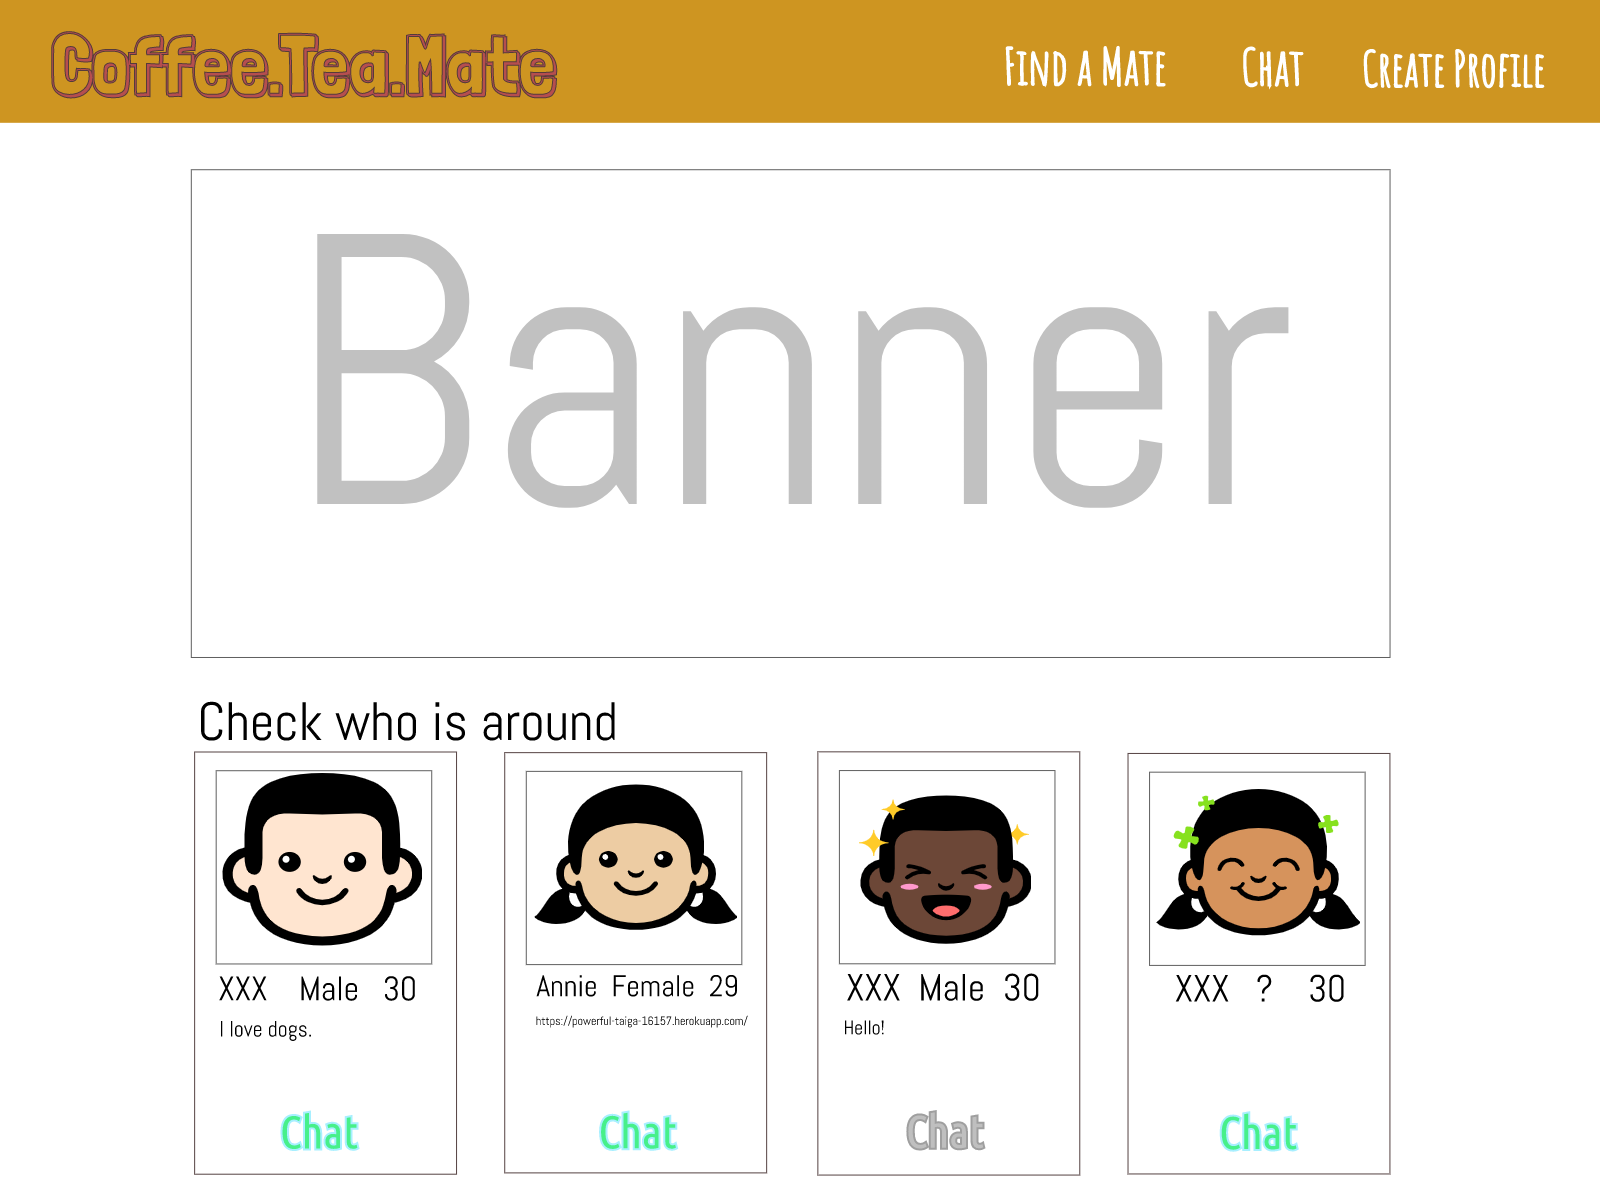 Coffee.Tea.Mate
Find a Mate Chat Create Profile
Banner
Check who is around
XXX Male 30
I love dogs.
Chat
Annie Female 29
https://powerful-taiga-16157.herokuapp.com/
Chat
XXX Male 30
Hello!
Chat
XXX ? 30
Chat